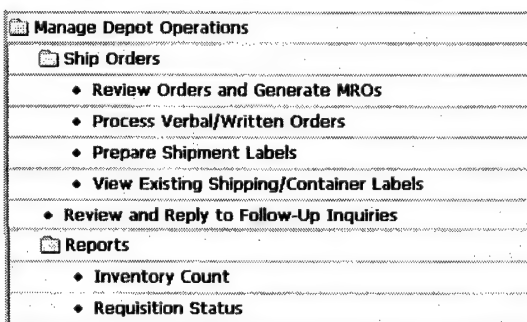 Manage Depot Operations
Ship Orders
Review Orders and Generate MROs
Process Verbal/Written Orders
Prepare Shipment Labels
View Existing Shipping/Container Labels
Review and Reply to Follow-Up Inquiries
Reports
Inventory Count
Requisition Status